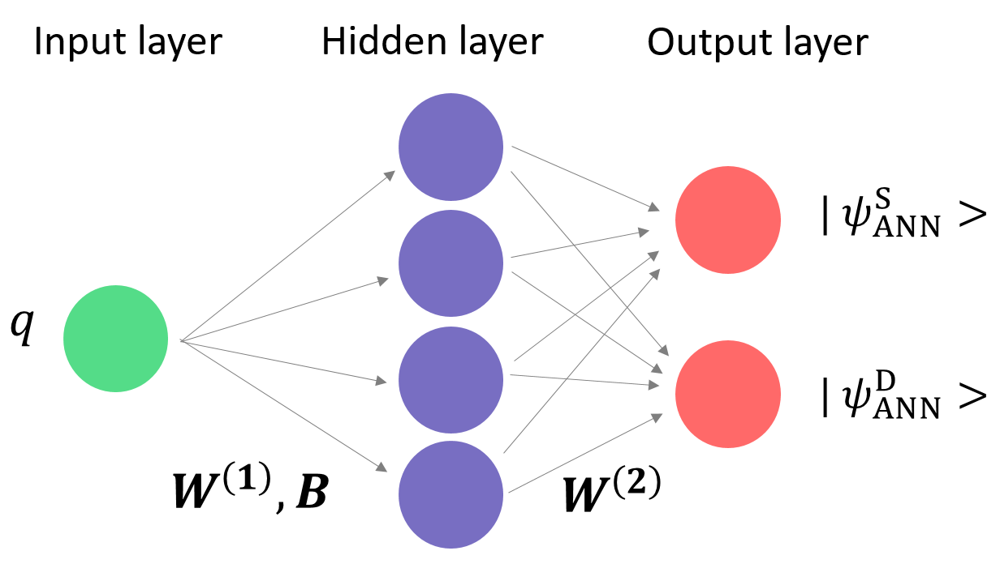 Input layer
Hidden layer
Output layer
q
| ψ^S_ANN >
| ψ^D_ANN >
W^(1), B
W^(2)